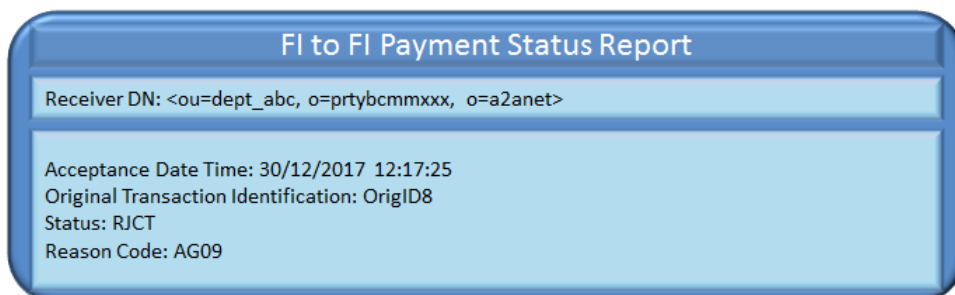 FI to FI Payment Status Report
Receiver DN: <ou=dept_abc, o=prtybcmmxxx, o=a2anet>
Acceptance Date Time: 30/12/2017 12:17:25
Original Transaction Identification: OrigID8
Status: RJCT
Reason Code: AG09